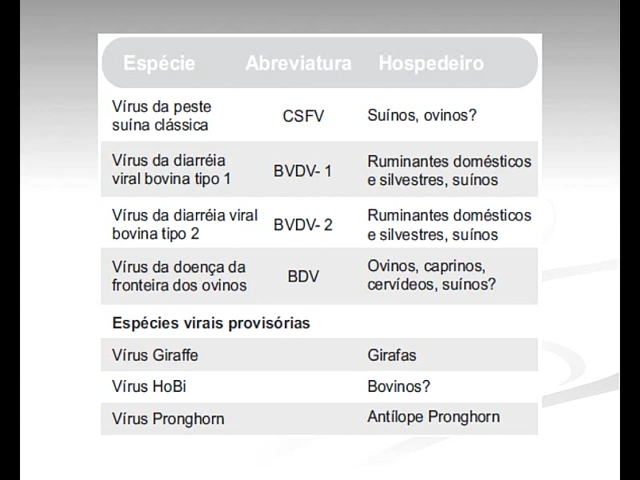 Espécie Abreviatura Hospedeiro
Vírus da peste
suína clássica
CSFV
Suínos, ovinos?
Vírus da diarréia
viral bovina tipo 1
BVDV- 1
Ruminantes domésticos
e silvestres, suínos
Vírus da diarréia viral
bovina tipo 2
BVDV- 2
Ruminantes domésticos
e silvestres, suínos
Vírus da doença da
fronteira dos ovinos
BDV
Ovinos, caprinos,
cervídeos, suínos?
Espécies virais provisórias
Vírus Giraffe Girafas
Vírus HoBi Bovinos?
Vírus Pronghorn Antílope Pronghorn